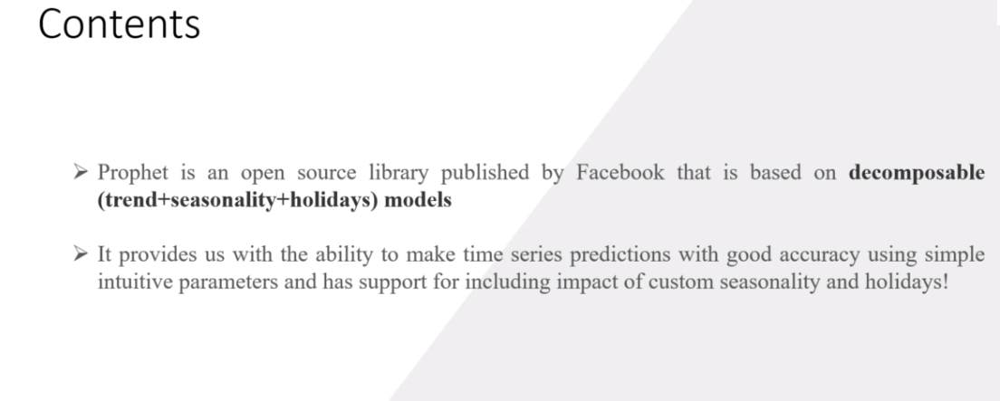 Contents
➢ Prophet is an open source library published by Facebook that is based on decomposable
(trend+seasonality+holidays) models
➢ It provides us with the ability to make time series predictions with good accuracy using simple
intuitive parameters and has support for including impact of custom seasonality and holidays!